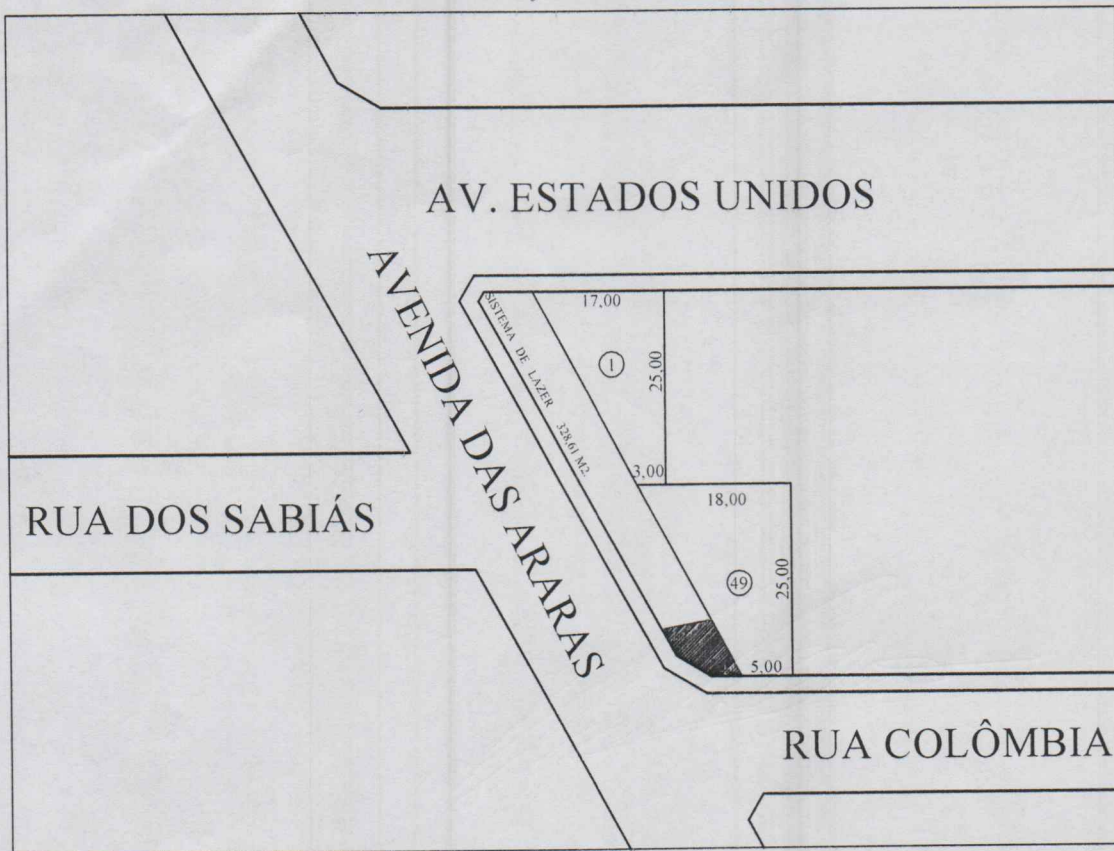 AV. ESTADOS UNIDOS
AVENIDA DAS ARARAS
SISTEMA DE LAZER 328,61 M2.
17,00
1
25,00
3,00
18,00
RUA DOS SABIÁS
49
25,00
5,00
RUA COLÔMBIA